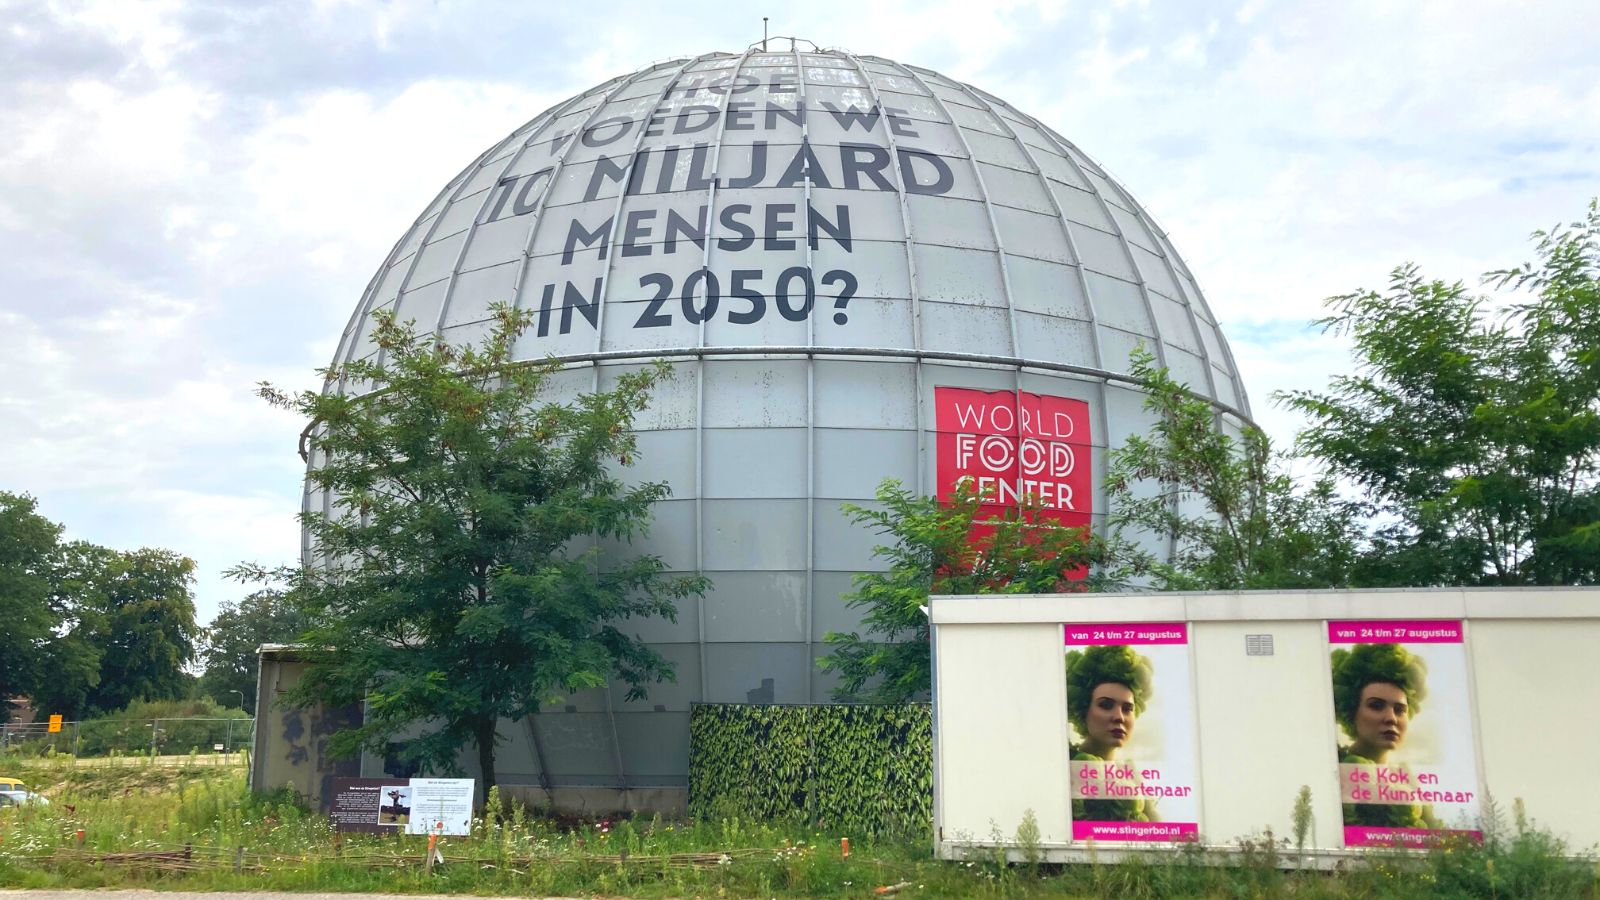 HOE
VOEDEN WE
10 MILJARD
MENSEN
IN 2050?
WORLD
FOOD
CENTER
van 24 t/m 27 augustus
de Kok en
de Kunstenaar
www.stingerbol.nl
van 24 t/m 27 augustus
de Kok en
de Kunstenaar